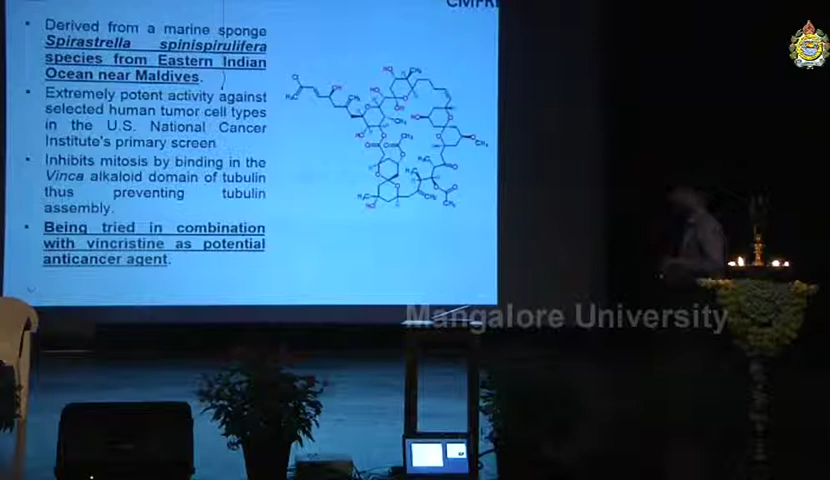 CMFRI
• Derived from a marine sponge
Spirastrella spinispirulifera
species from Eastern Indian
Ocean near Maldives.
• Extremely potent activity against
selected human tumor cell types
in the U.S. National Cancer
Institute's primary screen
• Inhibits mitosis by binding in the
Vinca alkaloid domain of tubulin
thus preventing tubulin
assembly.
• Being tried in combination
with vincristine as potential
anticancer agent.
Mangalore University